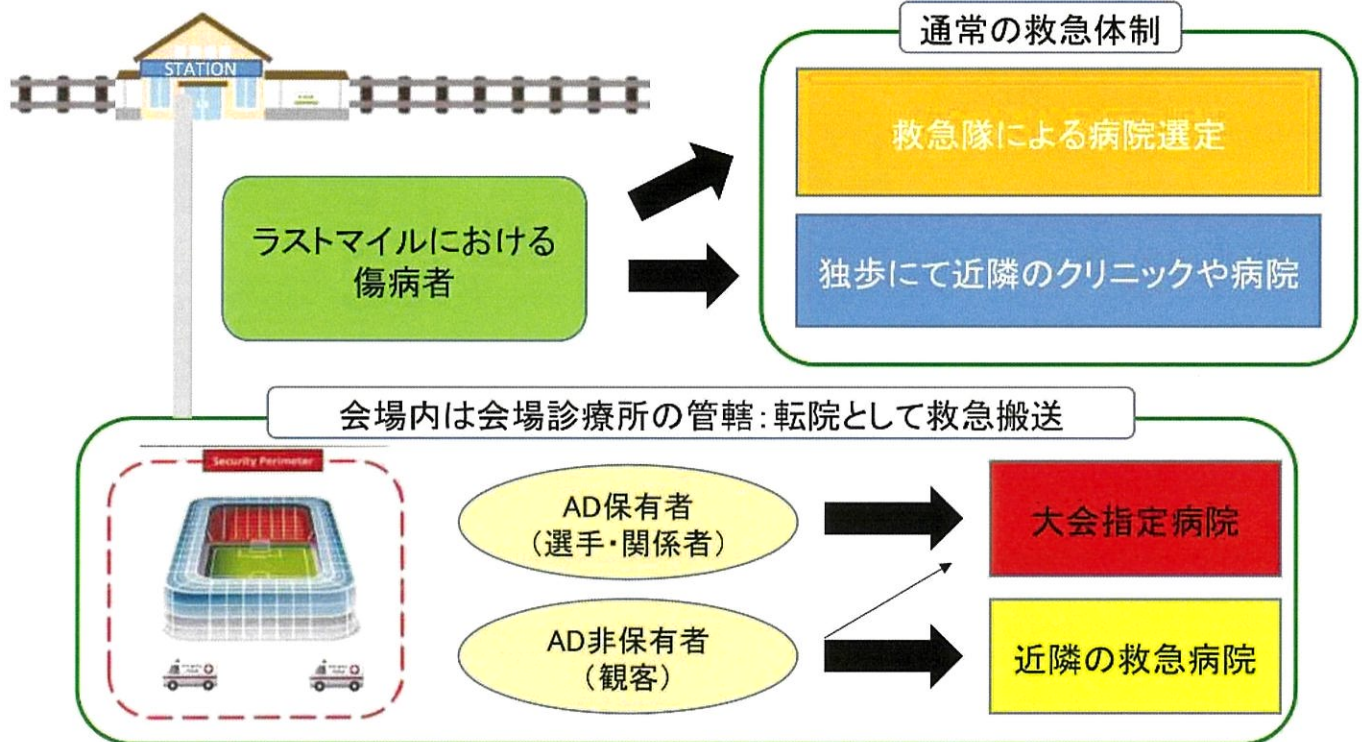 通常の救急体制
STATION
救急隊による病院選定
ラストマイルにおける
傷病者
独歩にて近隣のクリニックや病院
会場内は会場診療所の管轄：転院として救急搬送
Security Perimeter
AD保有者
（選手・関係者）
大会指定病院
AD非保有者
（観客）
近隣の救急病院